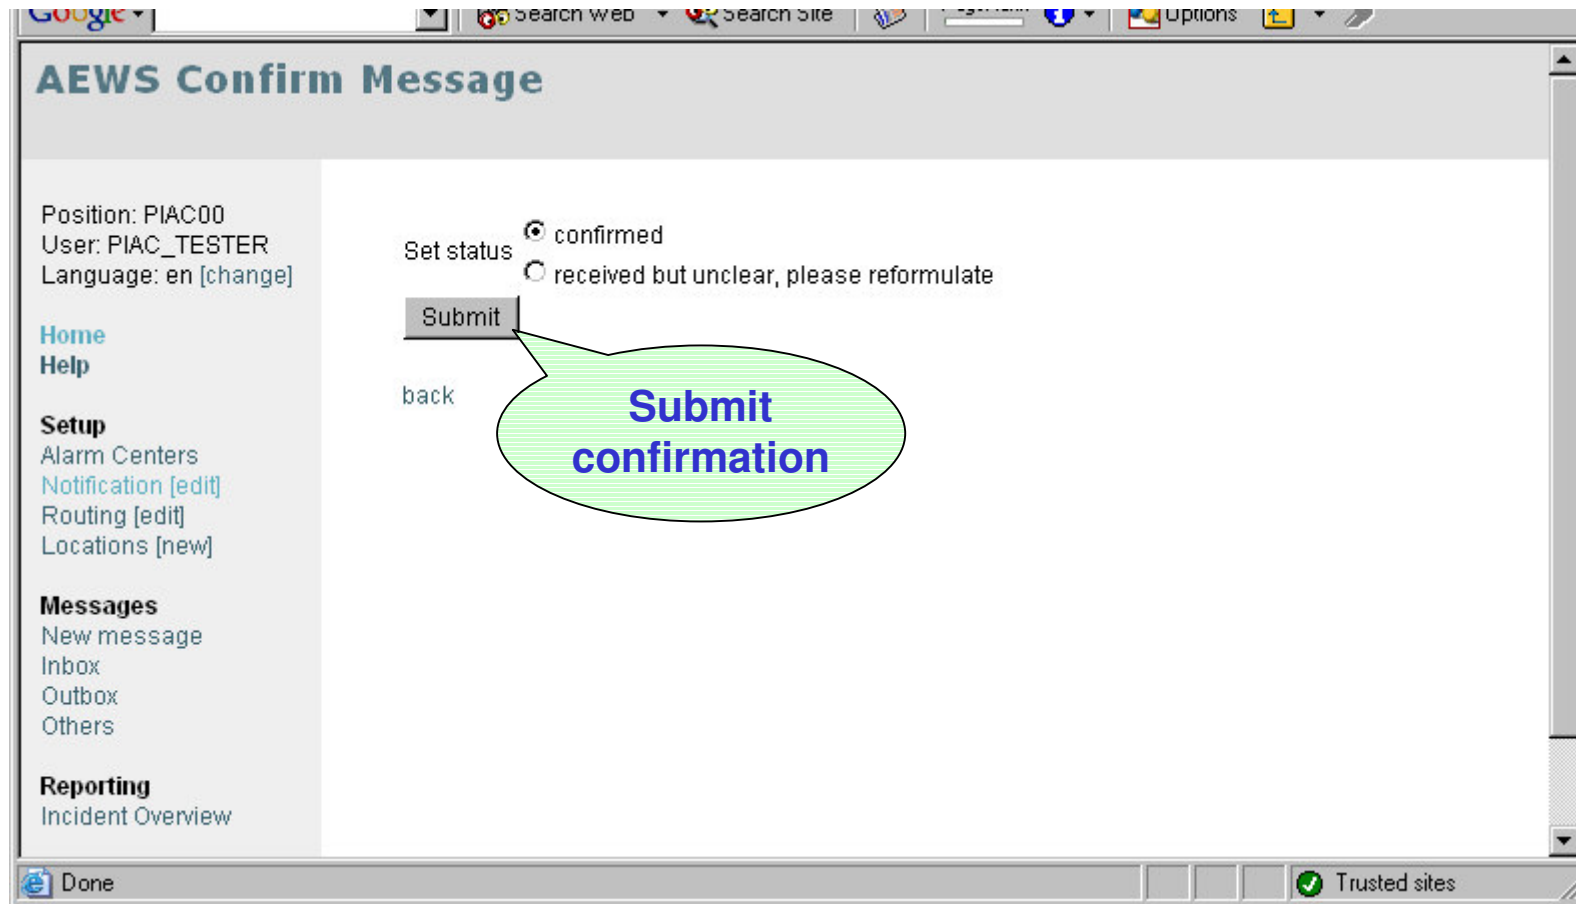 Google
Search Web
Search Site
Options
AEWS Confirm Message
Position: PIAC00
User: PIAC_TESTER
Language: en [change]
Home
Help
Setup
Alarm Centers
Notification [edit]
Routing [edit]
Locations [new]
Messages
New message
Inbox
Outbox
Others
Reporting
Incident Overview
Set status
confirmed
received but unclear, please reformulate
Submit
back
Submit
confirmation
Done
Trusted sites